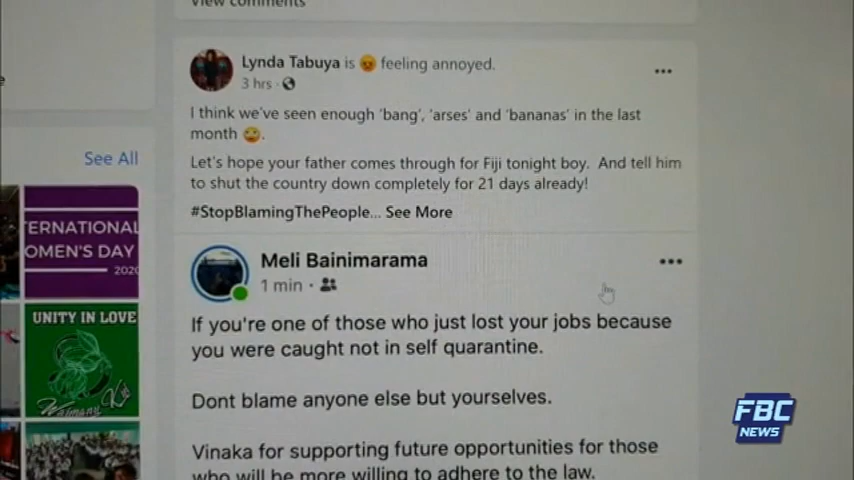 View comments
Lynda Tabuya is 😡 feeling annoyed.
3 hrs ·
I think we've seen enough 'bang', 'arses' and 'bananas' in the last
month 🙄.
Let's hope your father comes through for Fiji tonight boy. And tell him
to shut the country down completely for 21 days already!
#StopBlamingThePeople... See More
See All
TERNATIONAL
OMEN'S DAY
2020
UNITY IN LOVE
Meli Bainimarama
1 min ·
If you're one of those who just lost your jobs because
you were caught not in self quarantine.
Dont blame anyone else but yourselves.
Vinaka for supporting future opportunities for those
who will be more willing to adhere to the law.
FBC
NEWS